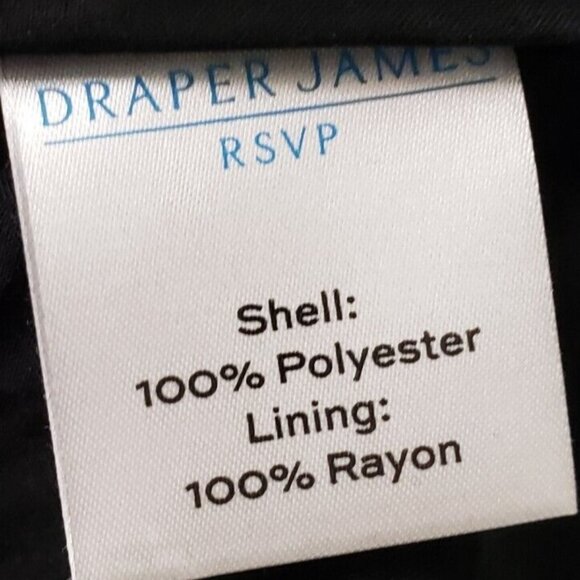 DRAPER JAMES
RSVP
Shell:
100% Polyester
Lining:
100% Rayon